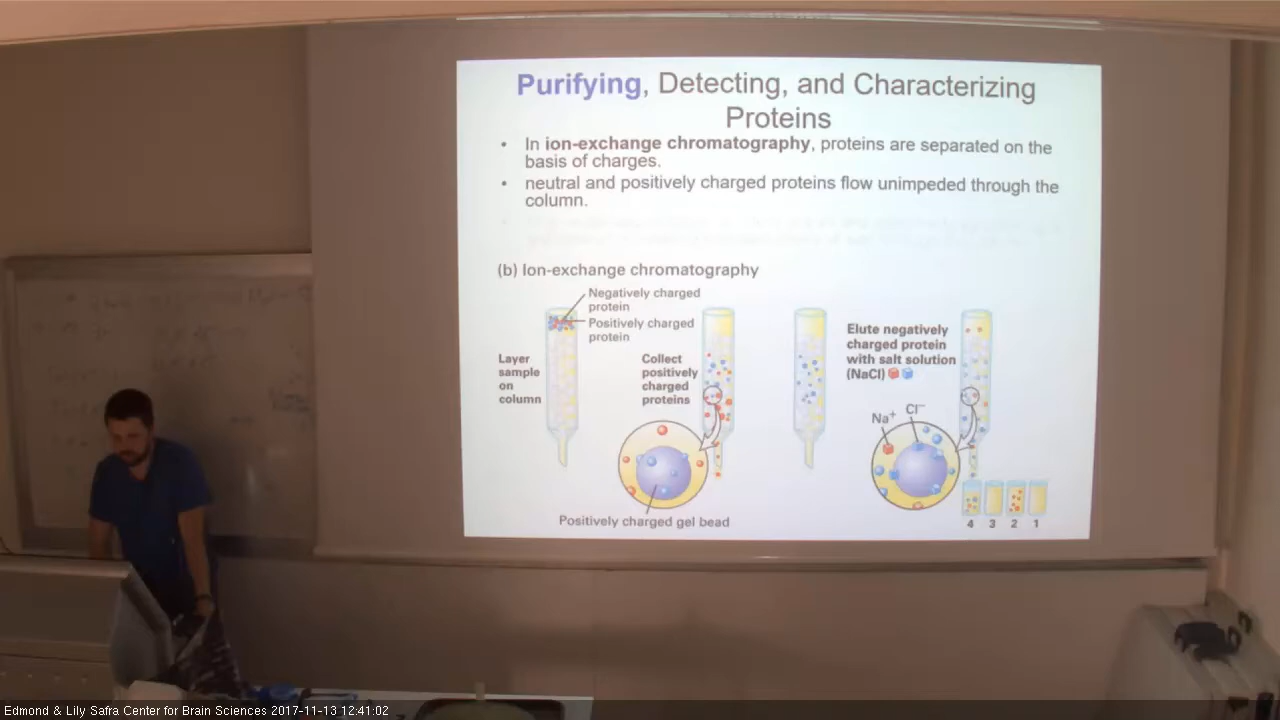 Purifying, Detecting, and Characterizing
Proteins
• In ion-exchange chromatography, proteins are separated on the
basis of charges.
• neutral and positively charged proteins flow unimpeded through the
column.
(b) Ion-exchange chromatography
Negatively charged
protein
Positively charged
protein
Layer
sample
on
column
Collect
positively
charged
proteins
Positively charged gel bead
Elute negatively
charged protein
with salt solution
(NaCl)
Na+ Cl−
4 3 2 1
Edmond & Lily Safra Center for Brain Sciences 2017-11-13 12:41:02